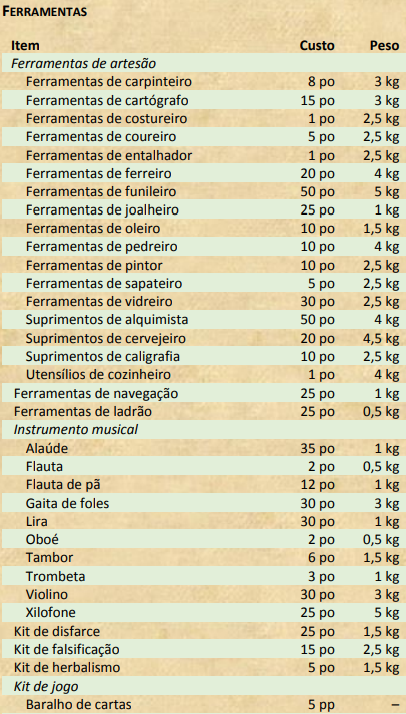 FERRAMENTAS
Item Custo Peso
Ferramentas de artesão
Ferramentas de carpinteiro 8 po 3 kg
Ferramentas de cartógrafo 15 po 3 kg
Ferramentas de costureiro 1 po 2,5 kg
Ferramentas de coureiro 5 po 2,5 kg
Ferramentas de entalhador 1 po 2,5 kg
Ferramentas de ferreiro 20 po 4 kg
Ferramentas de funileiro 50 po 5 kg
Ferramentas de joalheiro 25 po 1 kg
Ferramentas de oleiro 10 po 1,5 kg
Ferramentas de pedreiro 10 po 4 kg
Ferramentas de pintor 10 po 2,5 kg
Ferramentas de sapateiro 5 po 2,5 kg
Ferramentas de vidreiro 30 po 2,5 kg
Suprimentos de alquimista 50 po 4 kg
Suprimentos de cervejeiro 20 po 4,5 kg
Suprimentos de caligrafia 10 po 2,5 kg
Utensílios de cozinheiro 1 po 4 kg
Ferramentas de navegação 25 po 1 kg
Ferramentas de ladrão 25 po 0,5 kg
Instrumento musical
Alaúde 35 po 1 kg
Flauta 2 po 0,5 kg
Flauta de pã 12 po 1 kg
Gaita de foles 30 po 3 kg
Lira 30 po 1 kg
Oboé 2 po 0,5 kg
Tambor 6 po 1,5 kg
Trombeta 3 po 1 kg
Violino 30 po 3 kg
Xilofone 25 po 5 kg
Kit de disfarce 25 po 1,5 kg
Kit de falsificação 15 po 2,5 kg
Kit de herbalismo 5 po 1,5 kg
Kit de jogo
Baralho de cartas 5 pp –